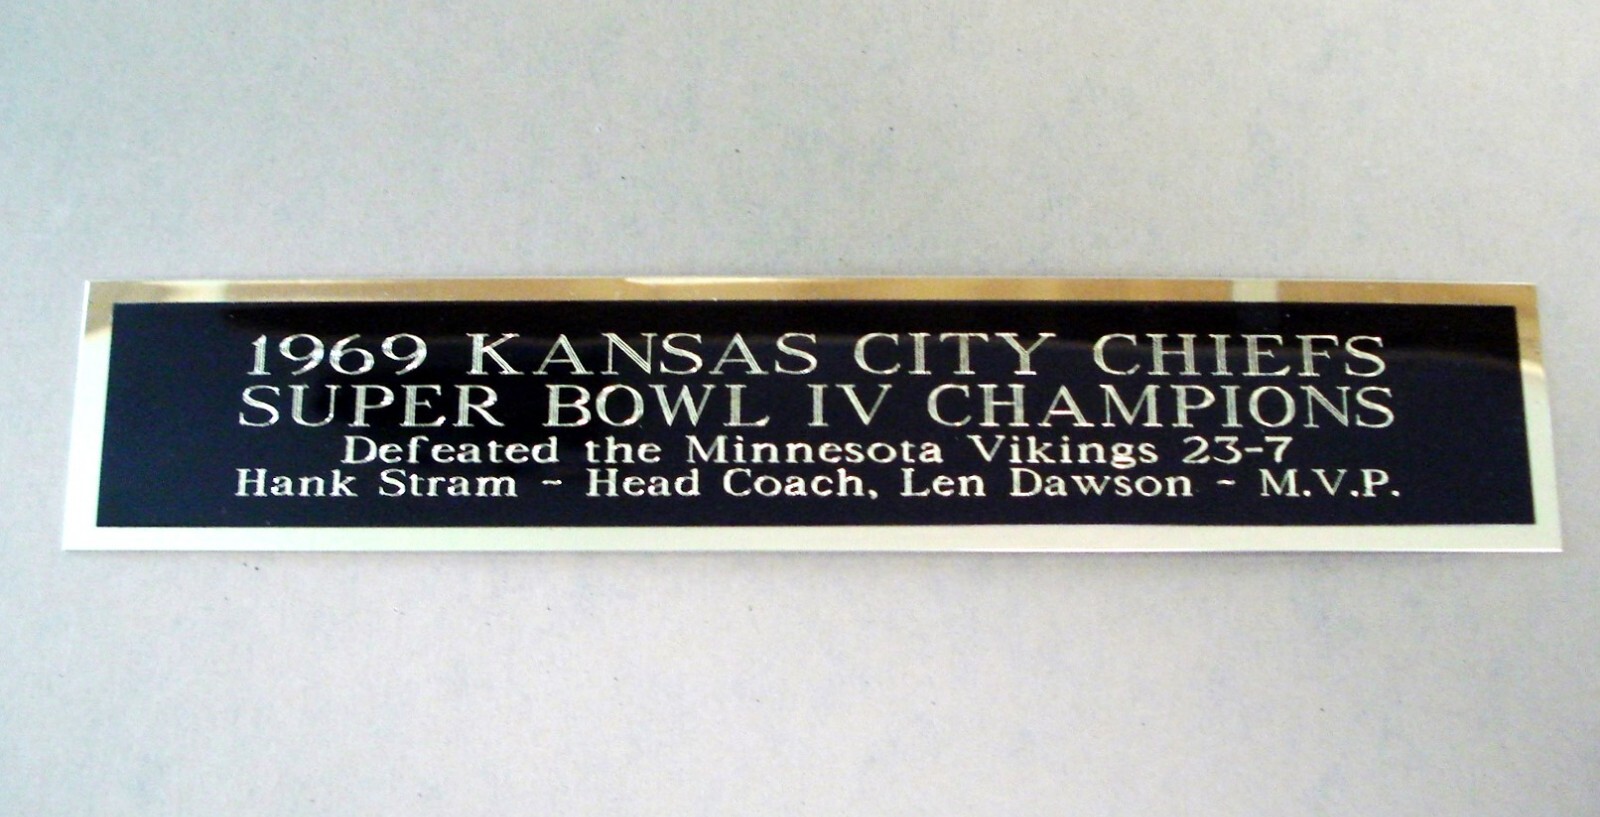 1969 KANSAS CITY CHIEFS
SUPER BOWL IV CHAMPIONS
Defeated the Minnesota Vikings 23-7
Hank Stram ~ Head Coach, Len Dawson ~ M.V.P.